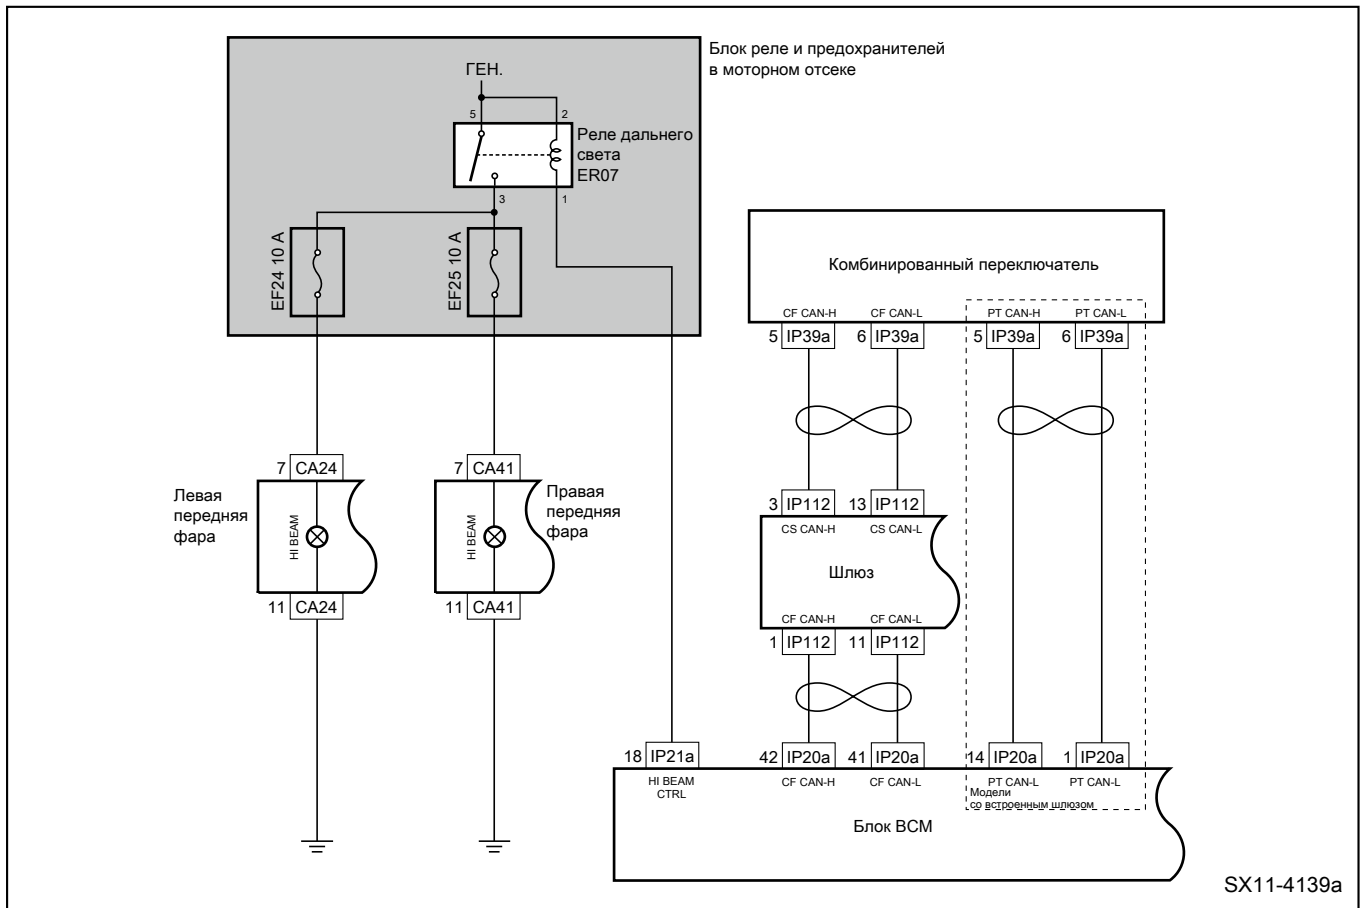 Блок реле и предохранителей
в моторном отсеке
ГЕН.
5
2
Реле дальнего
света
ER07
3
1
EF24 10 A
EF25 10 A
Комбинированный переключатель
CF CAN-H
CF CAN-L
PT CAN-H
PT CAN-L
5 IP39a
6 IP39a
5 IP39a
6 IP39a
7 CA24
7 CA41
Левая
передняя
фара
HI BEAM
HI BEAM
Правая
передняя
фара
3 IP112
13 IP112
CS CAN-H
CS CAN-L
Шлюз
CF CAN-H
CF CAN-L
11 CA24
11 CA41
1 IP112
11 IP112
18 IP21a
42 IP20a
41 IP20a
14 IP20a
1 IP20a
HI BEAM
CTRL
CF CAN-H
CF CAN-L
PT CAN-L
PT CAN-L
Модели
со встроенным шлюзом
Блок BCM
SX11-4139a